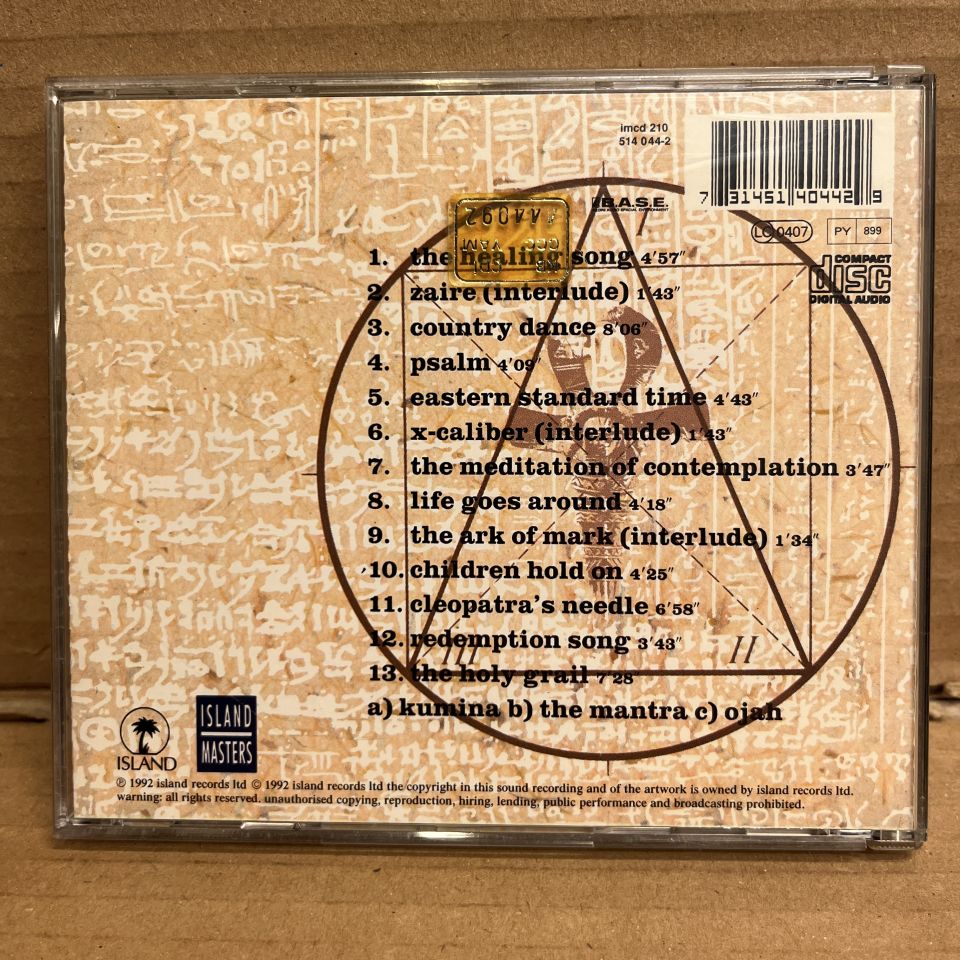 imcd 210
514 044-2
7 31451 40442 9
B.A.S.E.
LC 0407
PY 899
COMPACT
disc
DIGITAL AUDIO
444092
1. the healing song 4'57"
2. zaire (interlude) 1'43"
3. country dance 8'06"
4. psalm 4'09"
5. eastern standard time 4'43"
6. x-caliber (interlude) 1'43"
7. the meditation of contemplation 3'47"
8. life goes around 4'18"
9. the ark of mark (interlude) 1'34"
10. children hold on 4'25"
11. cleopatra's needle 6'58"
12. redemption song 3'43"
III
II
13. the holy grail 7'28"
a) kumina b) the mantra c) ojah
ISLAND
ISLAND
MASTERS
℗ 1992 island records ltd © 1992 island records ltd the copyright in this sound recording and of the artwork is owned by island records ltd.
warning: all rights reserved. unauthorised copying, reproduction, hiring, lending, public performance and broadcasting prohibited.